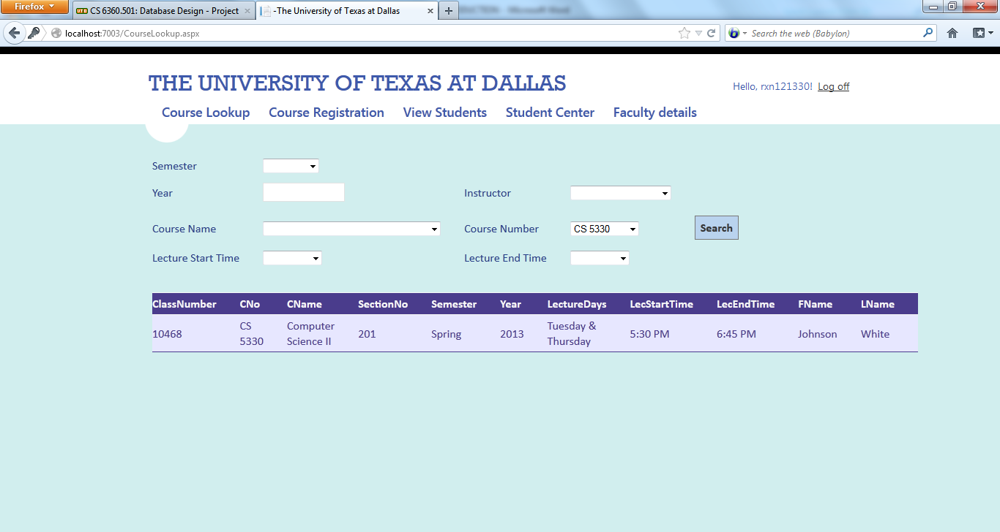 Firefox
CS 6360.501: Database Design - Project
-The University of Texas at Dallas
Microsoft Word
localhost:7003/CourseLookup.aspx
Search the web (Babylon)
THE UNIVERSITY OF TEXAS AT DALLAS
Hello, rxn121330! Log off
Course Lookup Course Registration View Students Student Center Faculty details
Semester
Year Instructor
Course Name Course Number CS 5330 Search
Lecture Start Time Lecture End Time
ClassNumber CNo CName SectionNo Semester Year LectureDays LecStartTime LecEndTime FName LName
10468 CS 5330 Computer Science II 201 Spring 2013 Tuesday & Thursday 5:30 PM 6:45 PM Johnson White